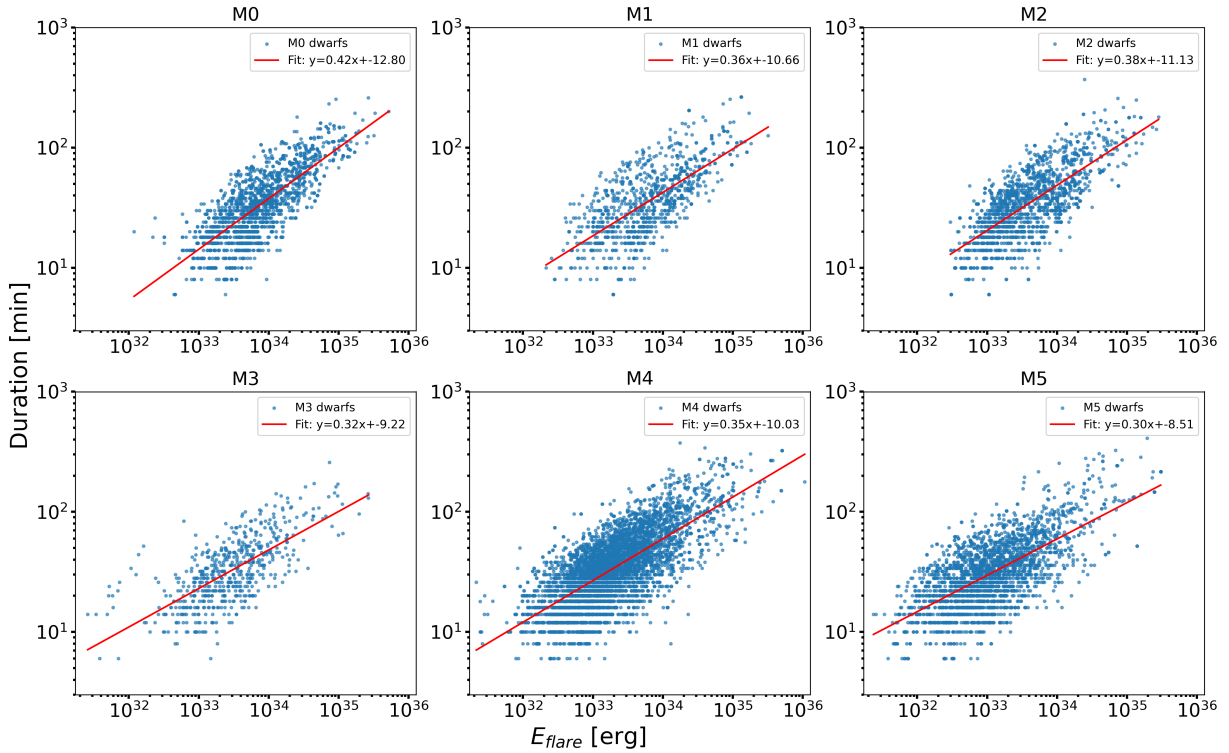 M0
M1
M2
10³
10²
10¹
M0 dwarfs
Fit: y=0.42x+-12.80
M1 dwarfs
Fit: y=0.36x+-10.66
M2 dwarfs
Fit: y=0.38x+-11.13
10³² 10³³ 10³⁴ 10³⁵ 10³⁶
10³² 10³³ 10³⁴ 10³⁵ 10³⁶
10³² 10³³ 10³⁴ 10³⁵ 10³⁶
10³
10²
10¹
10³
10²
10¹
Duration [min]
M3
M4
M5
10³
10²
10¹
M3 dwarfs
Fit: y=0.32x+-9.22
M4 dwarfs
Fit: y=0.35x+-10.03
M5 dwarfs
Fit: y=0.30x+-8.51
10³² 10³³ 10³⁴ 10³⁵ 10³⁶
10³² 10³³ 10³⁴ 10³⁵ 10³⁶
10³² 10³³ 10³⁴ 10³⁵ 10³⁶
10³
10²
10¹
10³
10²
10¹
E_flare [erg]